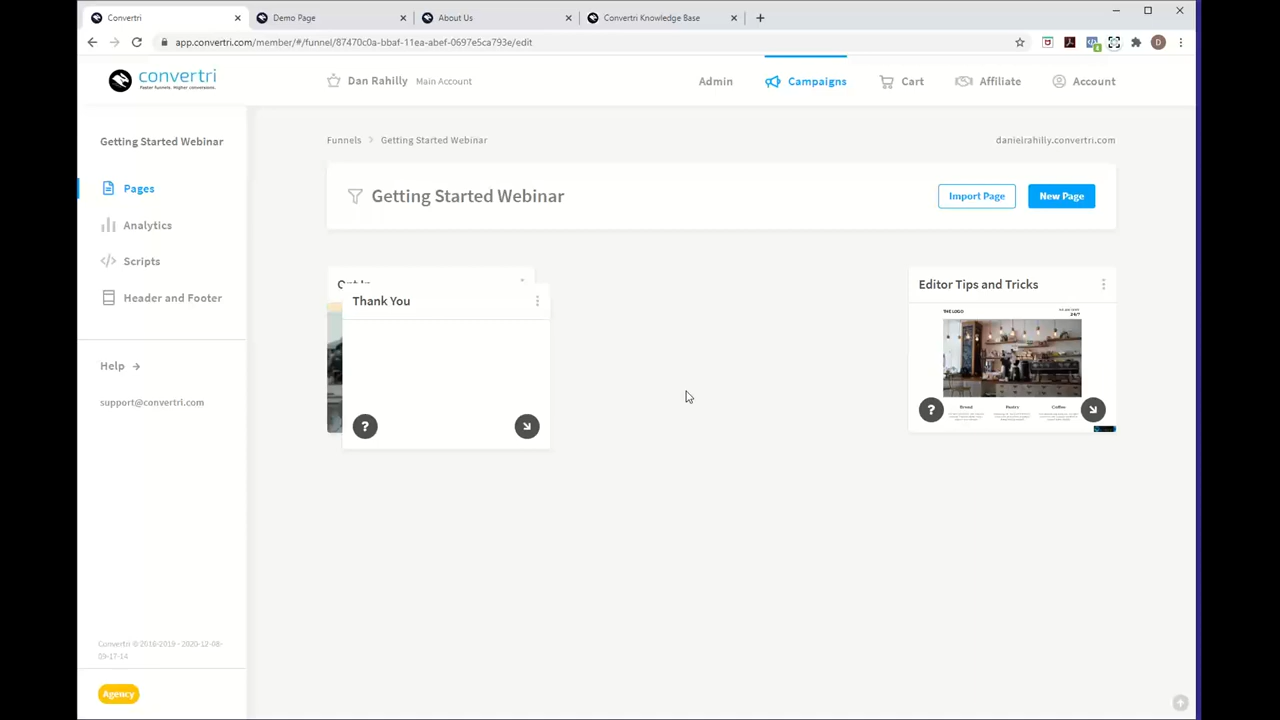 Convertri
Demo Page
About Us
Convertri Knowledge Base
app.convertri.com/member/#/funnel/87470c0a-bbaf-11ea-abef-0697e5ca793e/edit
D
convertri
Faster funnels. Higher conversions.
Dan Rahilly Main Account
Admin
Campaigns
Cart
Affiliate
Account
Getting Started Webinar
Pages
Analytics
Scripts
Header and Footer
Help
support@convertri.com
Funnels
Getting Started Webinar
danielrahilly.convertri.com
Getting Started Webinar
Import Page
New Page
Thank You
?
Editor Tips and Tricks
THE LOGO
Bread
Pastry
Coffee
?
Convertri © 2016-2019 - 2020-12-08-
09-17-14
Agency